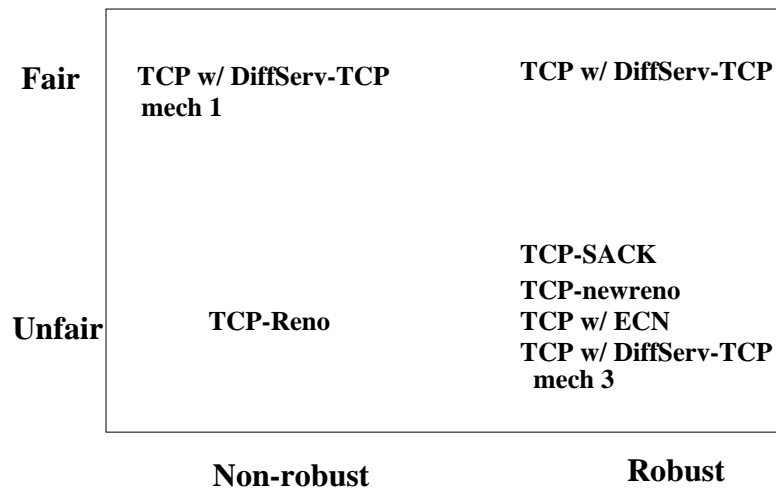 Fair
TCP w/ DiffServ-TCP
mech 1
TCP w/ DiffServ-TCP
Unfair
TCP-Reno
TCP-SACK
TCP-newreno
TCP w/ ECN
TCP w/ DiffServ-TCP
mech 3
Non-robust
Robust